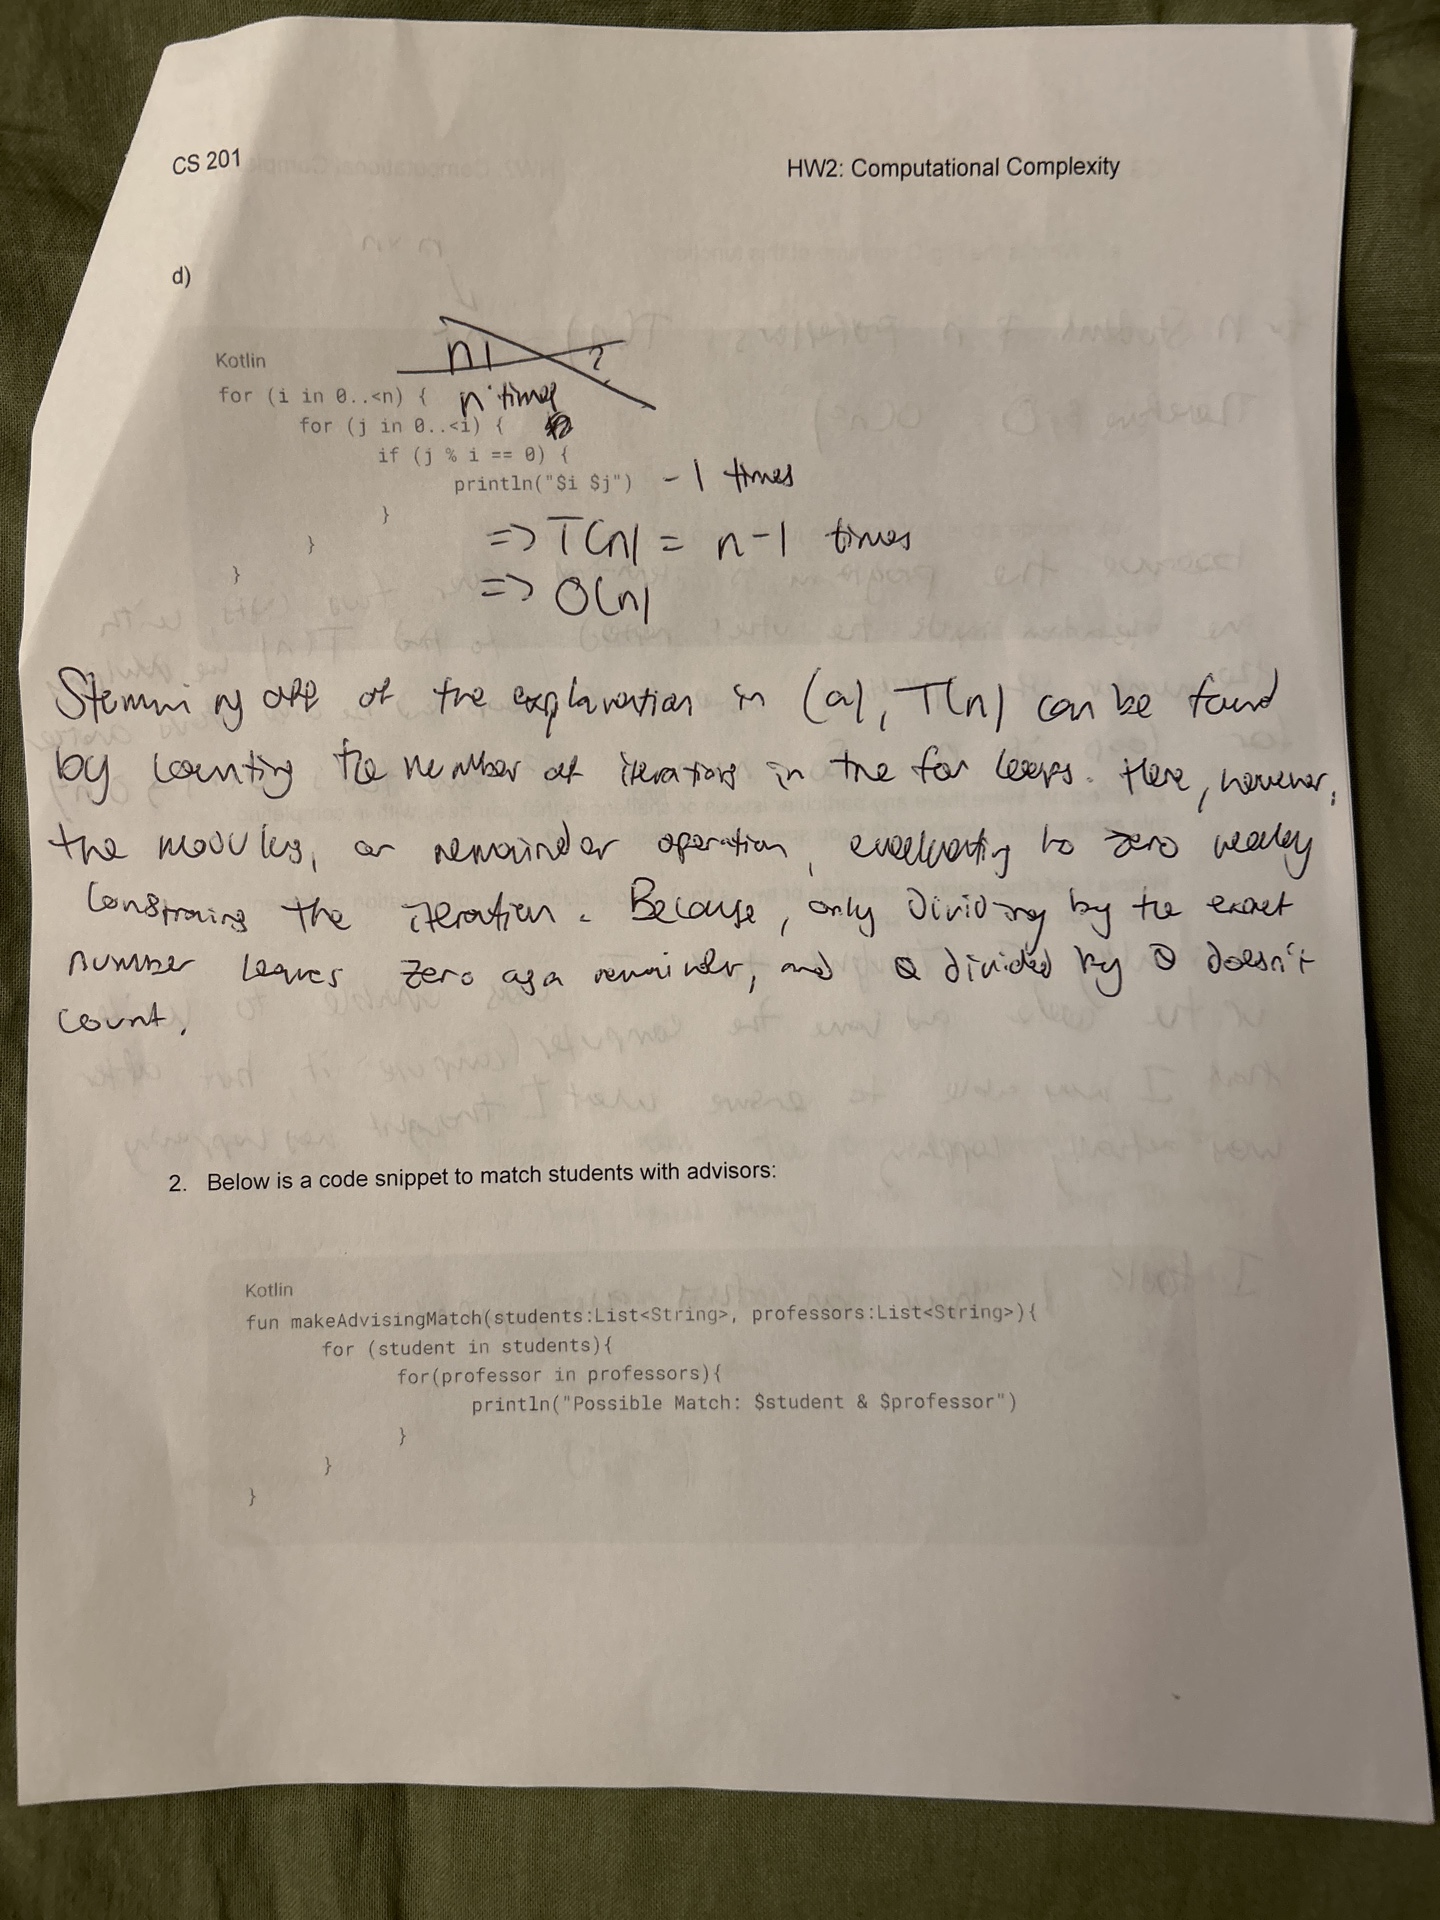 CS 201
HW2: Computational Complexity
d)
Kotlin
n!
?
for (i in 0..<n) {
n times
for (j in 0..<i) {
if (j % i == 0) {
println("$i $j")
- 1 times
}
=> T(n) = n-1 times
}
=> O(n)
}
Stemming off of the explanation in (a), T(n) can be found
by counting the number of iterations in the for loops. Here, however,
the modulus, or remainder operation, evaluating to zero
constrains the iteration. Because, only dividing by the exact
number leaves zero as a remainder, and 0 divided by 0 doesn't
count.
2. Below is a code snippet to match students with advisors:
Kotlin
fun makeAdvisingMatch(students:List<String>, professors:List<String>){
for (student in students){
for(professor in professors){
println("Possible Match: $student & $professor")
}
}
}